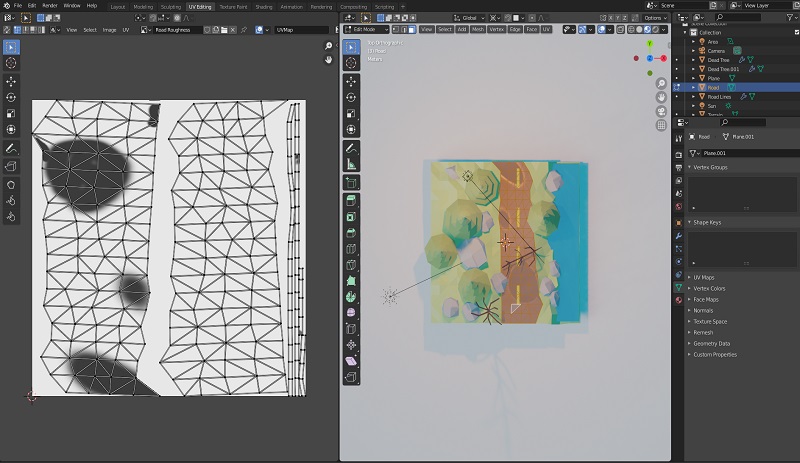 File Edit Render Window Help Layout Modeling Sculpting UV Editing Texture Paint Shading Animation Rendering Compositing Scripting Scene View Layer
View Select Image UV Road Roughness UVMap
Global Options
Edit Mode View Select Add Mesh Vertex Edge Face UV
Top Orthographic
(1) Road
Meters
Collection
Area
Camera
Dead Tree
Dead Tree.001
Plane
Road
Road Lines
Sun
Road Plane.001
Plane.001
Vertex Groups
Shape Keys
UV Maps
Vertex Colors
Face Maps
Normals
Texture Space
Remesh
Geometry Data
Custom Properties